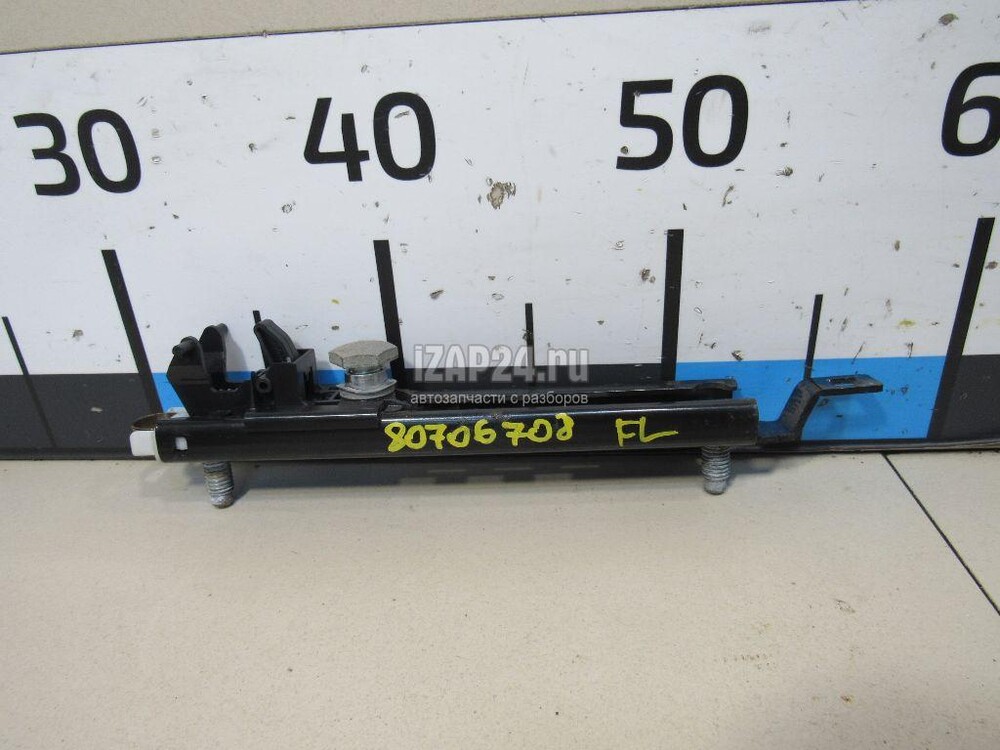 30 40 50 6
iZAP24.ru
автозапчасти с разборов
80706708 FL